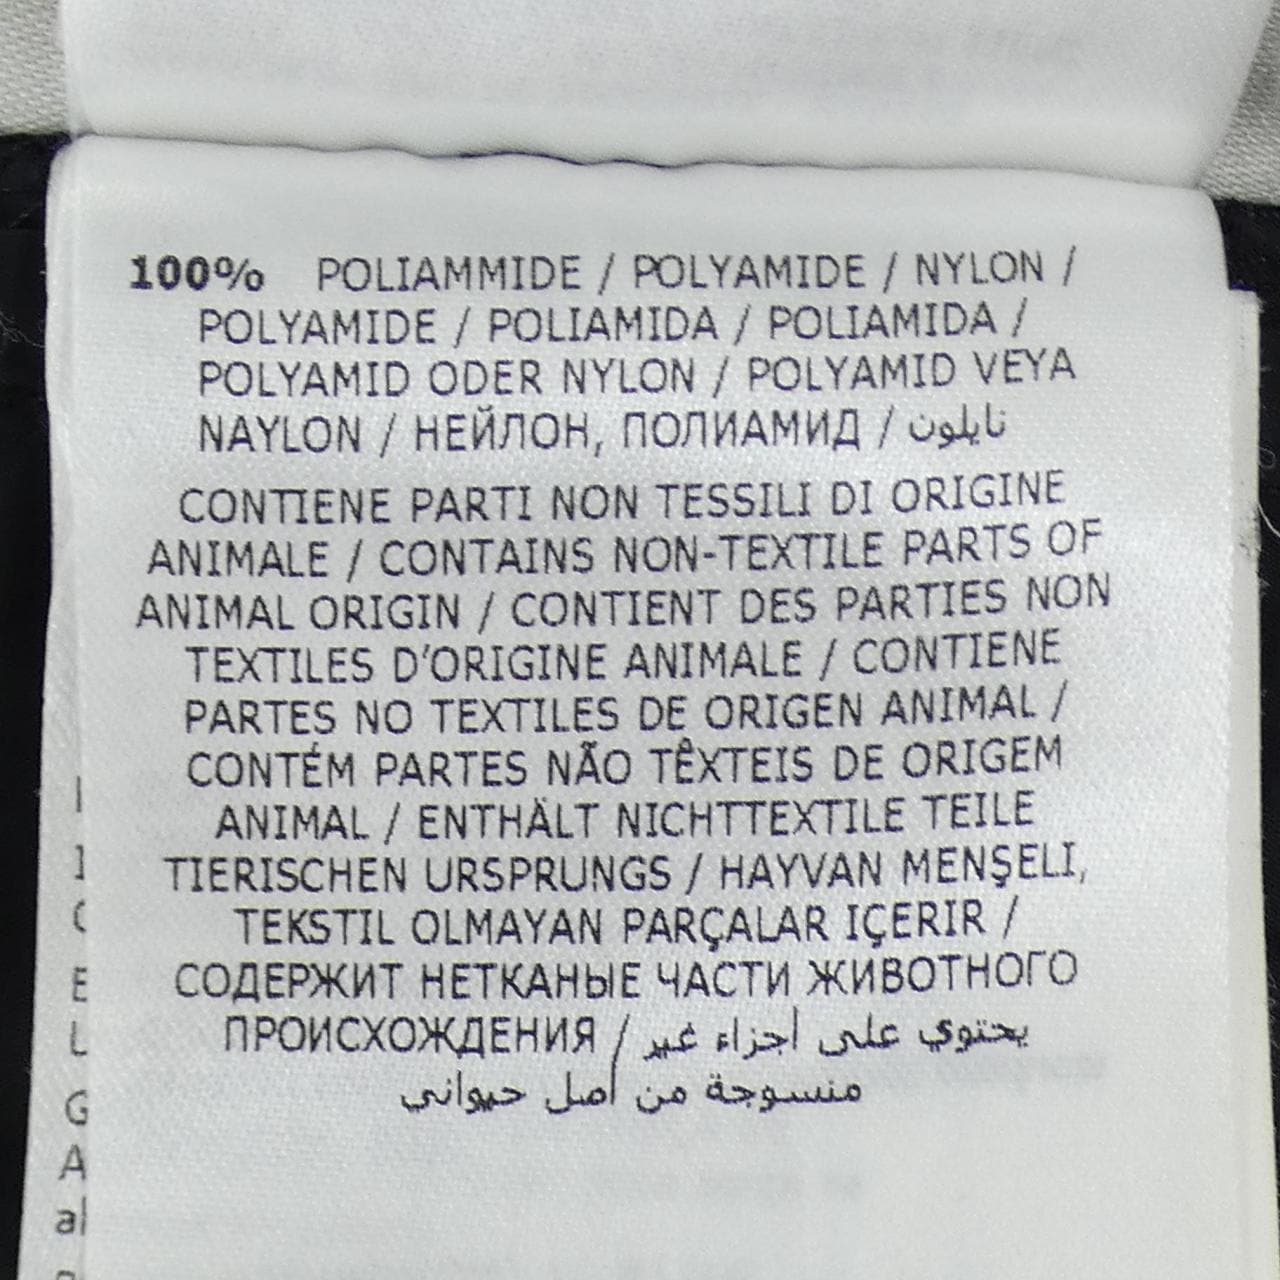 100% POLIAMMIDE / POLYAMIDE / NYLON /
POLYAMIDE / POLIAMIDA / POLIAMIDA /
POLYAMID ODER NYLON / POLYAMID VEYA
NAYLON / НЕЙЛОН, ПОЛИАМИД / نايلون
CONTIENE PARTI NON TESSILI DI ORIGINE
ANIMALE / CONTAINS NON-TEXTILE PARTS OF
ANIMAL ORIGIN / CONTIENT DES PARTIES NON
TEXTILES D'ORIGINE ANIMALE / CONTIENE
PARTES NO TEXTILES DE ORIGEN ANIMAL /
CONTÉM PARTES NÃO TÊXTEIS DE ORIGEM
ANIMAL / ENTHÄLT NICHTTEXTILE TEILE
TIERISCHEN URSPRUNGS / HAYVAN MENŞELI,
TEKSTIL OLMAYAN PARÇALAR IÇERIR /
СОДЕРЖИТ НЕТКАНЫЕ ЧАСТИ ЖИВОТНОГО
ПРОИСХОЖДЕНИЯ / يحتوي على أجزاء غير
منسوجة من أصل حيواني